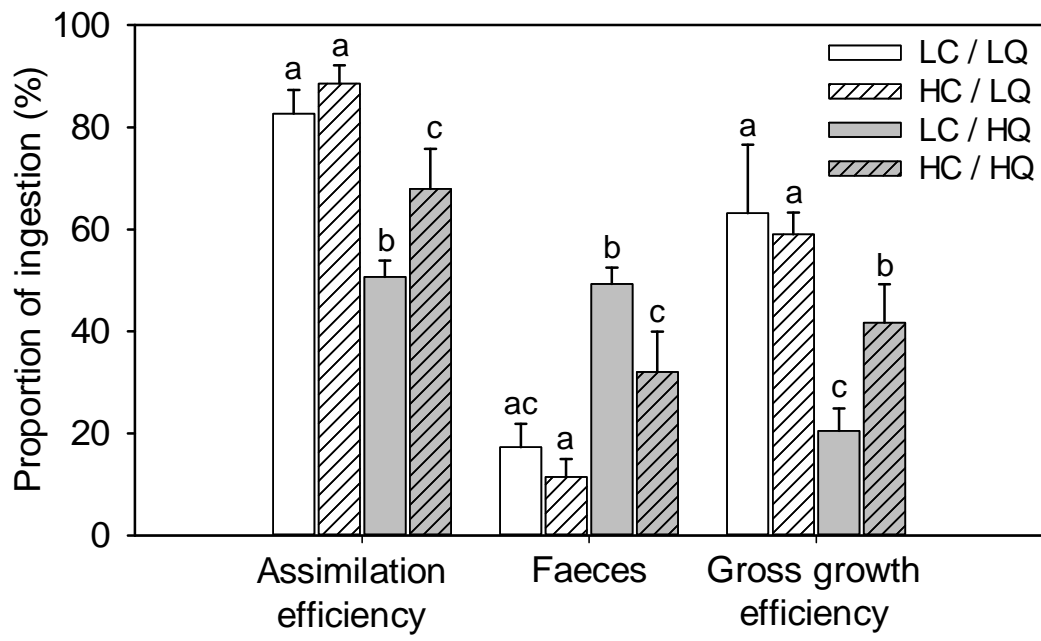 Proportion of ingestion (%)
100
80
60
40
20
0
a
a
b
c
ac
a
b
c
a
a
c
b
LC / LQ
HC / LQ
LC / HQ
HC / HQ
Assimilation
efficiency
Faeces
Gross growth
efficiency